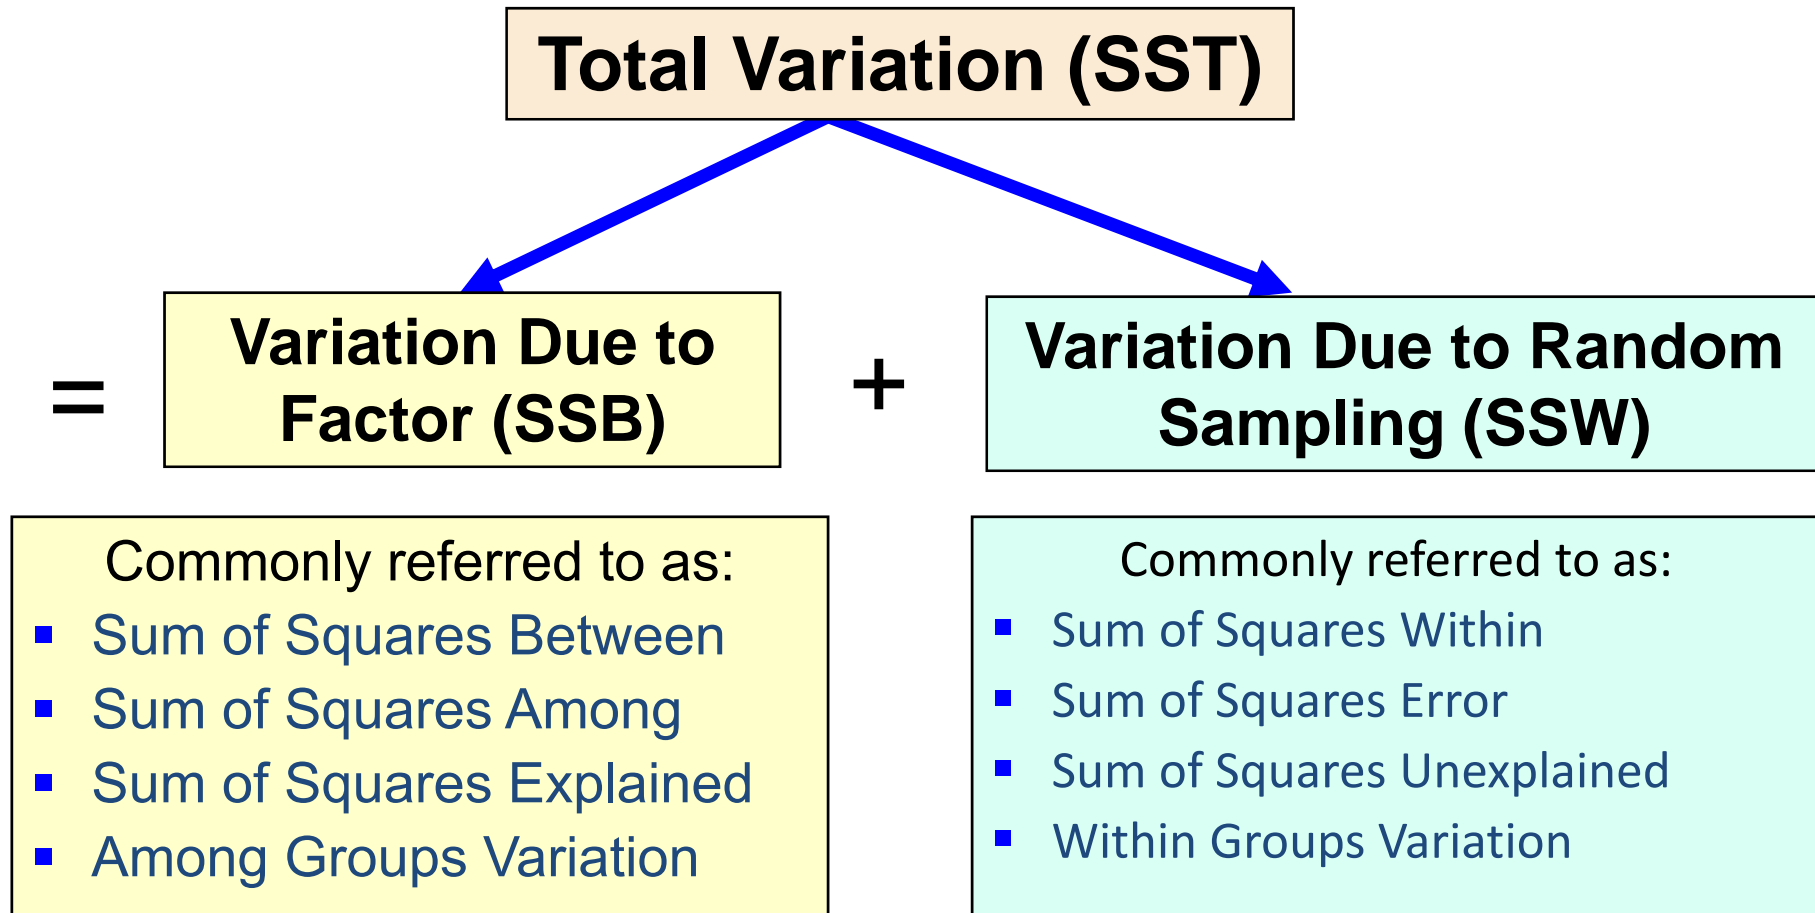 Total Variation (SST)
=
Variation Due to
Factor (SSB)
+
Variation Due to Random
Sampling (SSW)
Commonly referred to as:
▪ Sum of Squares Between
▪ Sum of Squares Among
▪ Sum of Squares Explained
▪ Among Groups Variation
Commonly referred to as:
▪ Sum of Squares Within
▪ Sum of Squares Error
▪ Sum of Squares Unexplained
▪ Within Groups Variation